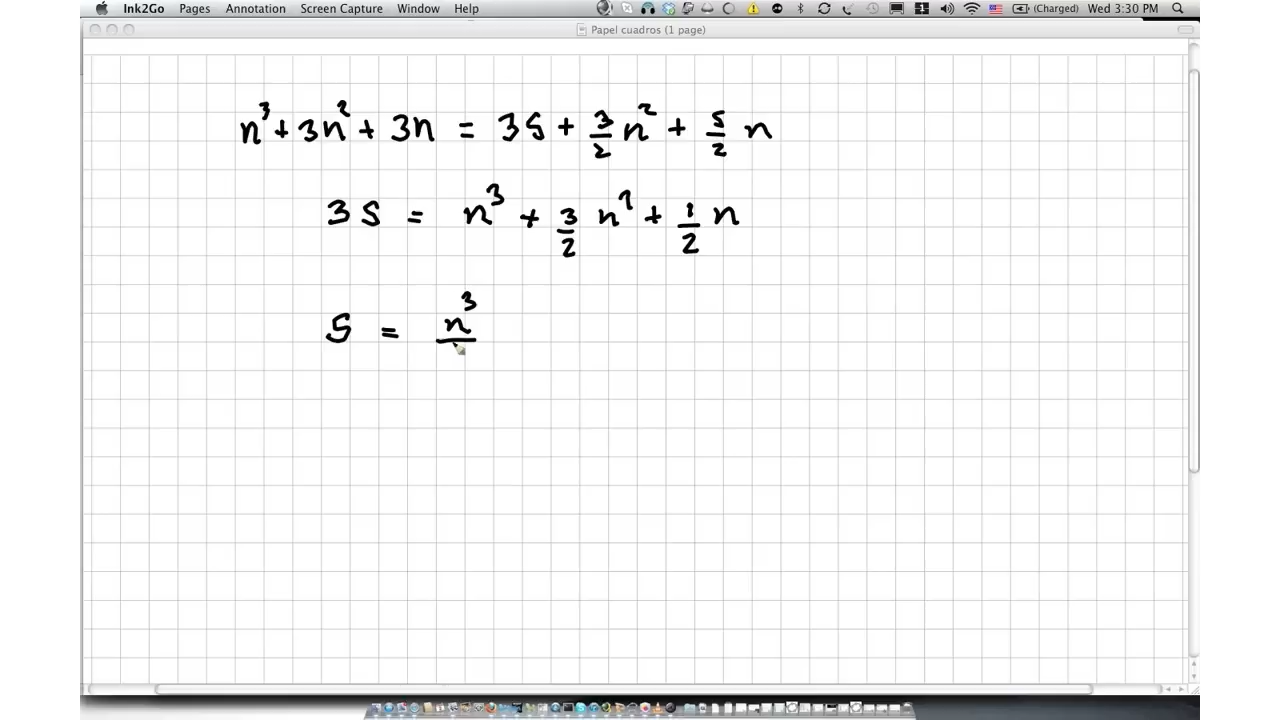 Ink2Go Pages Annotation Screen Capture Window Help (Charged) Wed 3:30 PM
Papel cuadros (1 page)
n³ + 3n² + 3n = 3S + 3/2 n² + 5/2 n
3S = n³ + 3/2 n² + 1/2 n
S = n³